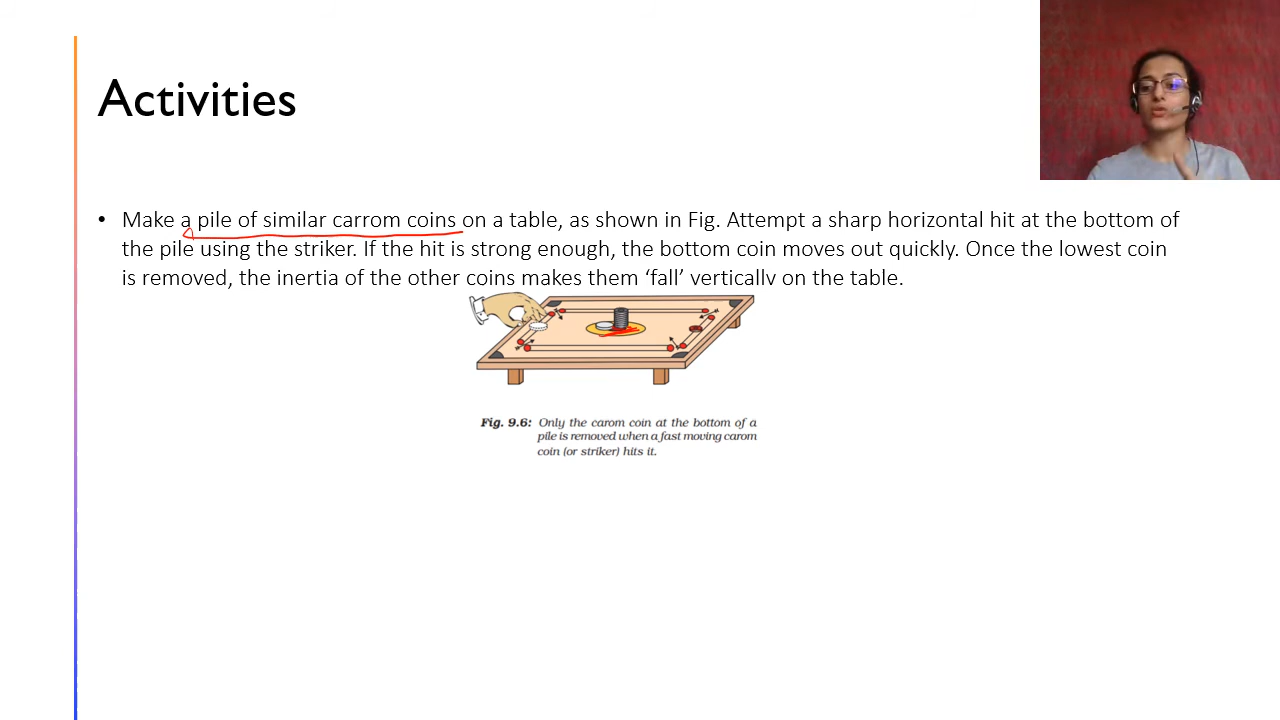 Activities
• Make a pile of similar carrom coins on a table, as shown in Fig. Attempt a sharp horizontal hit at the bottom of
the pile using the striker. If the hit is strong enough, the bottom coin moves out quickly. Once the lowest coin
is removed, the inertia of the other coins makes them ‘fall’ vertically on the table.
Fig. 9.6: Only the carom coin at the bottom of a
pile is removed when a fast moving carom
coin (or striker) hits it.